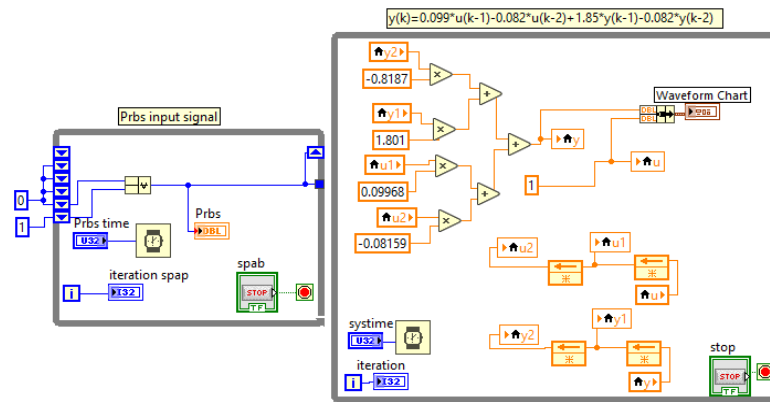 y(k)=0.099*u(k-1)-0.082*u(k-2)+1.85*y(k-1)-0.082*y(k-2)
y2
-0.8187
y1
1.801
u1
0.09968
u2
-0.08159
1
y
u
Waveform Chart
DBL
DBL
Prbs input signal
0
1
Prbs time
U32
Prbs
DBL
iteration spap
i
I32
spab
STOP
TF
u2
u1
u
y2
y1
y
systime
U32
iteration
i
I32
stop
STOP
TF